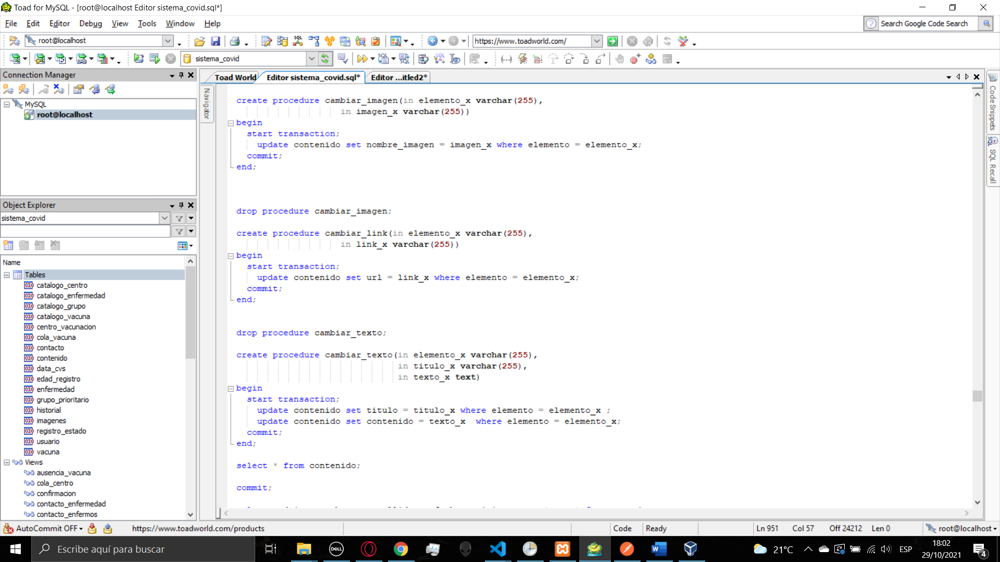 Toad for MySQL - [root@localhost Editor sistema_covid.sql*]
File Edit Editor Debug View Tools Window Help
Search Google Code Search
root@localhost
https://www.toadworld.com/
sistema_covid
Connection Manager
MySQL
root@localhost
Object Explorer
sistema_covid
Name
Tables
catalogo_centro
catalogo_enfermedad
catalogo_grupo
catalogo_vacuna
centro_vacunacion
cola_vacuna
contacto
contenido
data_cvs
edad_registro
enfermedad
grupo_prioritario
historial
imagenes
registro_estado
usuario
vacuna
Views
ausencia_vacuna
cola_centro
confirmacion
contacto_enfermedad
contacto_enfermos
Toad World Editor sistema_covid.sql* Editor ...itled2*
Navigator
create procedure cambiar_imagen(in elemento_x varchar(255),
in imagen_x varchar(255))
begin
start transaction;
update contenido set nombre_imagen = imagen_x where elemento = elemento_x;
commit;
end;
drop procedure cambiar_imagen;
create procedure cambiar_link(in elemento_x varchar(255),
in link_x varchar(255))
begin
start transaction;
update contenido set url = link_x where elemento = elemento_x;
commit;
end;
drop procedure cambiar_texto;
create procedure cambiar_texto(in elemento_x varchar(255),
in titulo_x varchar(255),
in texto_x text)
begin
start transaction;
update contenido set titulo = titulo_x where elemento = elemento_x ;
update contenido set contenido = texto_x  where elemento = elemento_x;
commit;
end;
select * from contenido;
commit;
Code Snippets
SQL Recall
AutoCommit OFF https://www.toadworld.com/products Code Ready Ln 951 Col 57 Off 24212 Len 0 root@localhost
Escribe aquí para buscar
DELL
21°C
ESP
18:02
29/10/2021
4